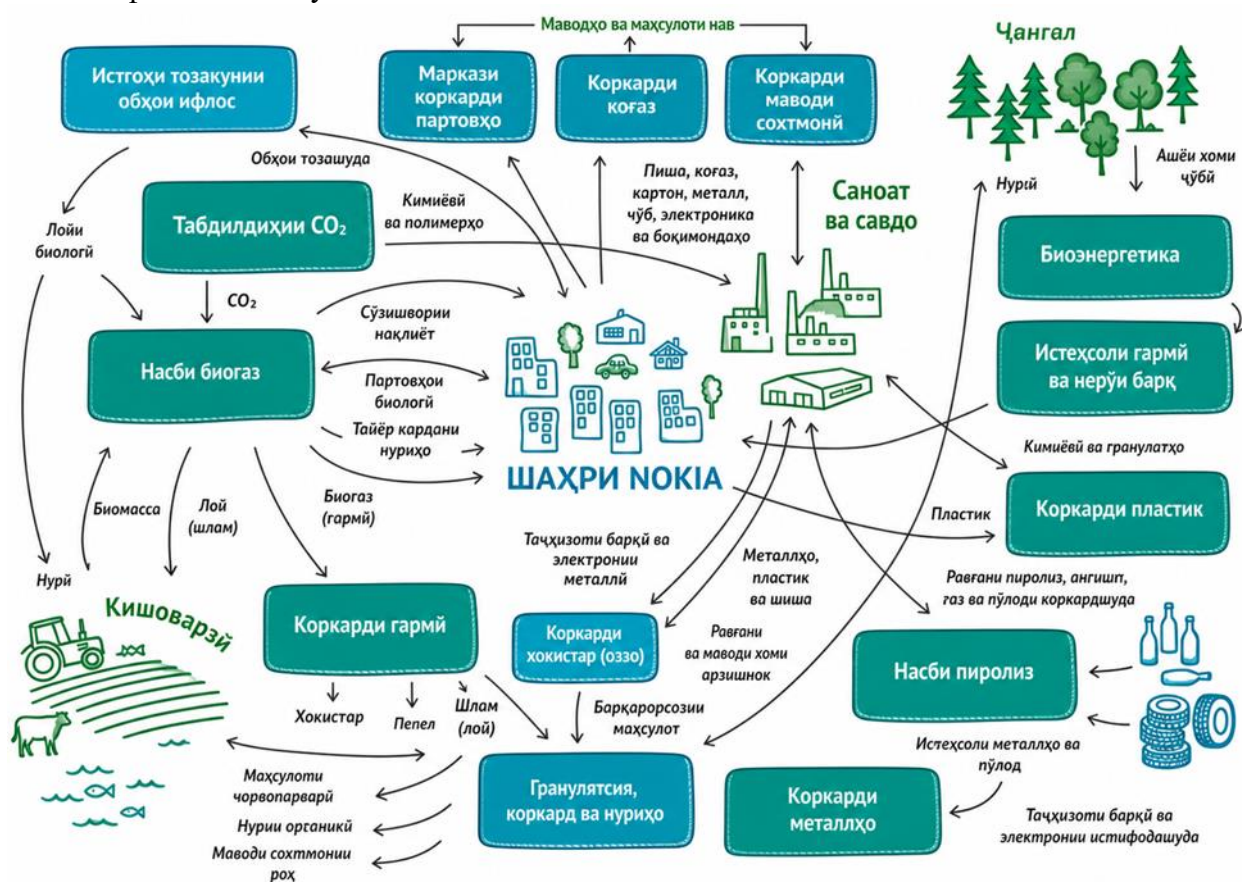 Маводҳо ва маҳсулоти нав
Истгоҳи тозакунии
обҳои ифлос
Маркази
коркарди
партовҳо
Коркарди
коғаз
Коркарди
маводи
сохтмонӣ
Ҷангал
Обҳои тозашуда
Лойи
биологӣ
Табдилдиҳии CO₂
Кимиёвӣ
ва полимерҳо
Пиша, коғаз,
картон, металл,
чӯб, электроника
ва боқимондаҳо
Саноат
ва савдо
Нурӣӣ
Ашёи хоми
ҷӯбӣ
Биоэнергетика
CO₂
Насби биогаз
Сӯзишвории
нақлиёт
Партовҳои
биологӣ
Тайёр кардани
нуриҳо
Истеҳсоли гармӣ
ва нерӯи барқ
Кимиёвӣ ва гранулатҳо
ШАҲРИ NOKIA
Биомасса
Лой
(шлам)
Биогаз
(гармӣ)
Пластик
Коркарди пластик
Таҷҳизоти барқӣ ва
электронии
металлӣ
Металлҳо,
пластик
ва шиша
Равғани пиролиз, ангишт,
газ ва пӯлоди коркардшуда
Нурӣ
Кишоварзӣ
Коркарди гармӣ
Коркарди
хокистар (оззо)
Равғани
ва маводи хоми
арзишнок
Насби пиролиз
Хокистар
Пепел
Шлам
(лой)
Барқарорсозии
маҳсулот
Истеҳсоли металлҳо ва
пӯлод
Маҳсулоти
чорвопарварӣ
Нурии органикӣ
Маводи сохтмонии
роҳ
Гранулятсия,
коркард ва нуриҳо
Коркарди
металлҳо
Таҷҳизоти барқӣ ва
электронии истифодашуда